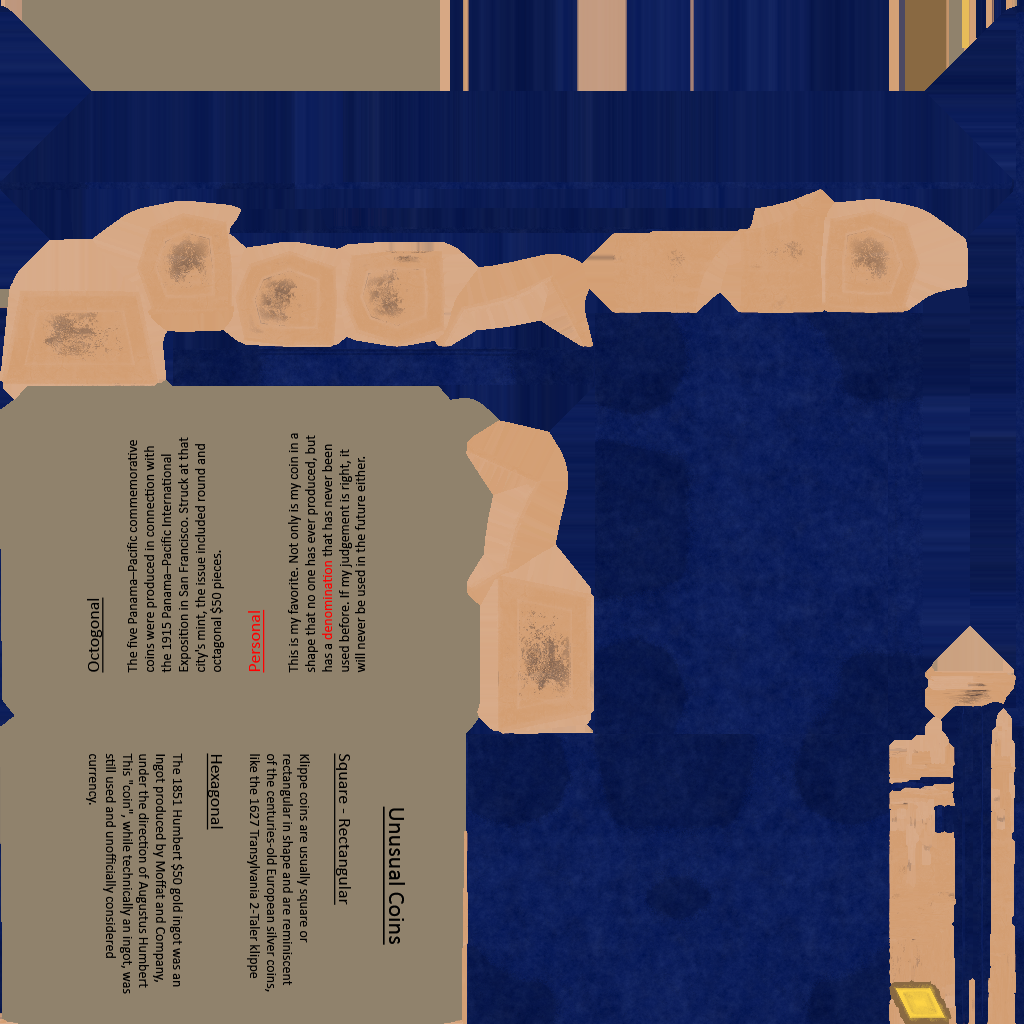 Unusual Coins
Square - Rectangular
Klippe coins are usually square or
rectangular in shape and are reminiscent
of the centuries-old European silver coins,
like the 1627 Transylvania 2-Taler klippe
Hexagonal
The 1851 Humbert $50 gold ingot was an
Ingot produced by Moffat and Company,
under the direction of Augustus Humbert
This "coin", while technically an ingot, was
still used and unofficially considered
currency.
Octogonal
The five Panama–Pacific commemorative
coins were produced in connection with
the 1915 Panama–Pacific International
Exposition in San Francisco. Struck at that
city's mint, the issue included round and
octagonal $50 pieces.
Personal
This is my favorite. Not only is my coin in a
shape that no one has ever produced, but
has a denomination that has never been
used before. If my judgement is right, it
will never be used in the future either.